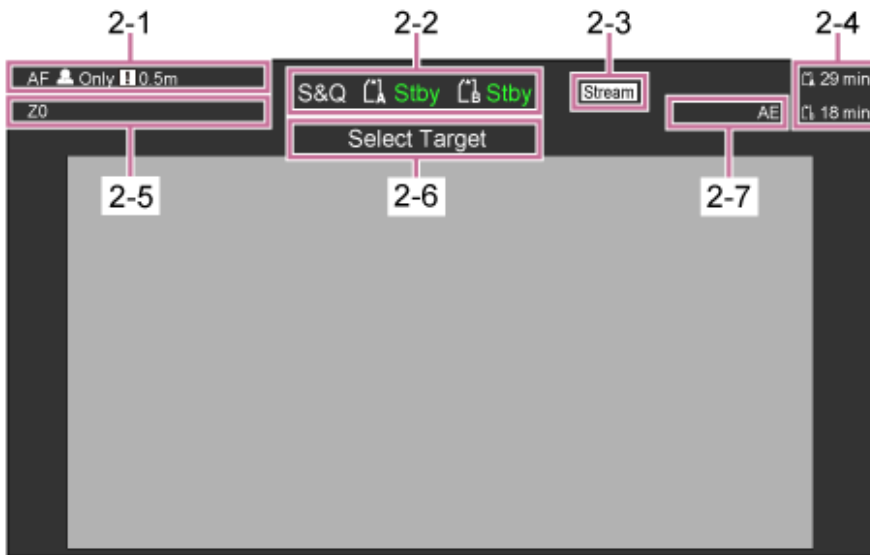 2-1 2-2 2-3 2-4
AF Only 0.5m
S&Q A Stby B Stby
Stream
A 29 min
Z0
Select Target
AE
B 18 min
2-5 2-6 2-7